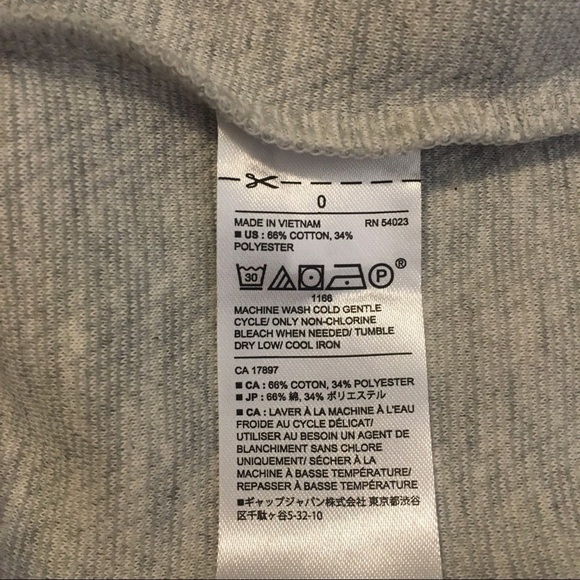 0
MADE IN VIETNAM RN 54023
■ US : 66% COTTON, 34%
POLYESTER
30 P ®
1166
MACHINE WASH COLD GENTLE
CYCLE/ ONLY NON-CHLORINE
BLEACH WHEN NEEDED/ TUMBLE
DRY LOW/ COOL IRON
CA 17897
■ CA : 66% COTON, 34% POLYESTER
■ JP : 66% 綿, 34% ポリエステル
■ CA : LAVER À LA MACHINE À L'EAU
FROIDE AU CYCLE DÉLICAT/
UTILISER AU BESOIN UN AGENT DE
BLANCHIMENT SANS CHLORE
UNIQUEMENT/ SÉCHER À LA
MACHINE À BASSE TEMPÉRATURE/
REPASSER À BASSE TEMPÉRATURE
■ギャップジャパン株式会社 東京都渋谷
区千駄ヶ谷5-32-10